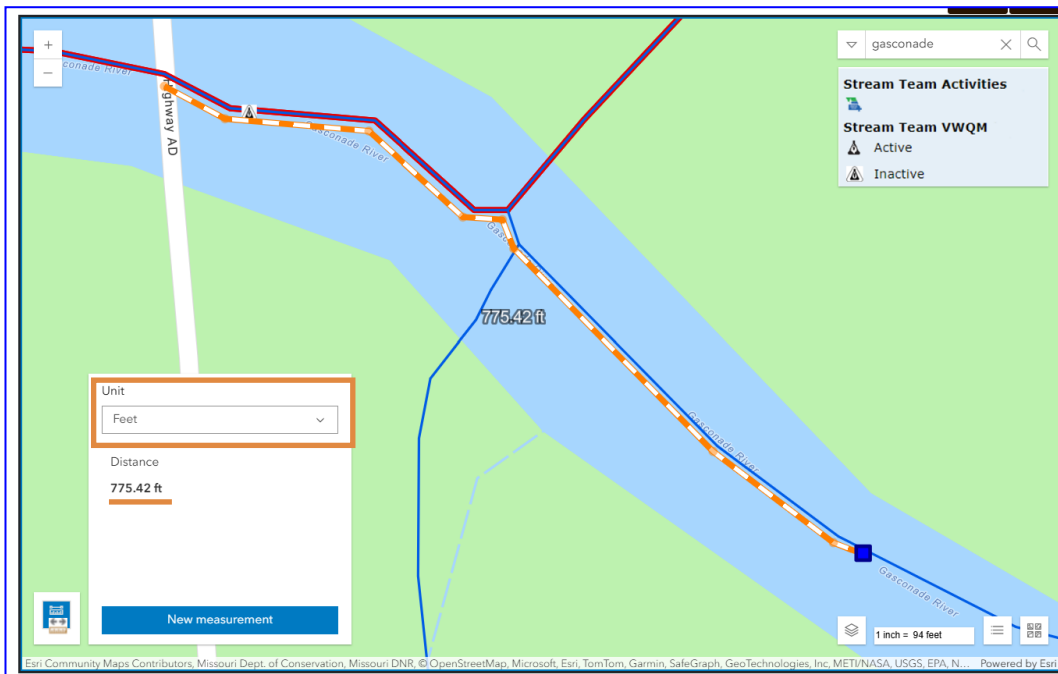 +
−
gasconade
Stream Team Activities
Stream Team VWQM
Active
Inactive
conade River
Highway AD
Gasconade River
Gasc
775.42 ft
Gasconade River
Gasconade River
Unit
Feet
Distance
775.42 ft
New measurement
1 inch = 94 feet
Esri Community Maps Contributors, Missouri Dept. of Conservation, Missouri DNR, © OpenStreetMap, Microsoft, Esri, TomTom, Garmin, SafeGraph, GeoTechnologies, Inc, METI/NASA, USGS, EPA, N... Powered by Esri